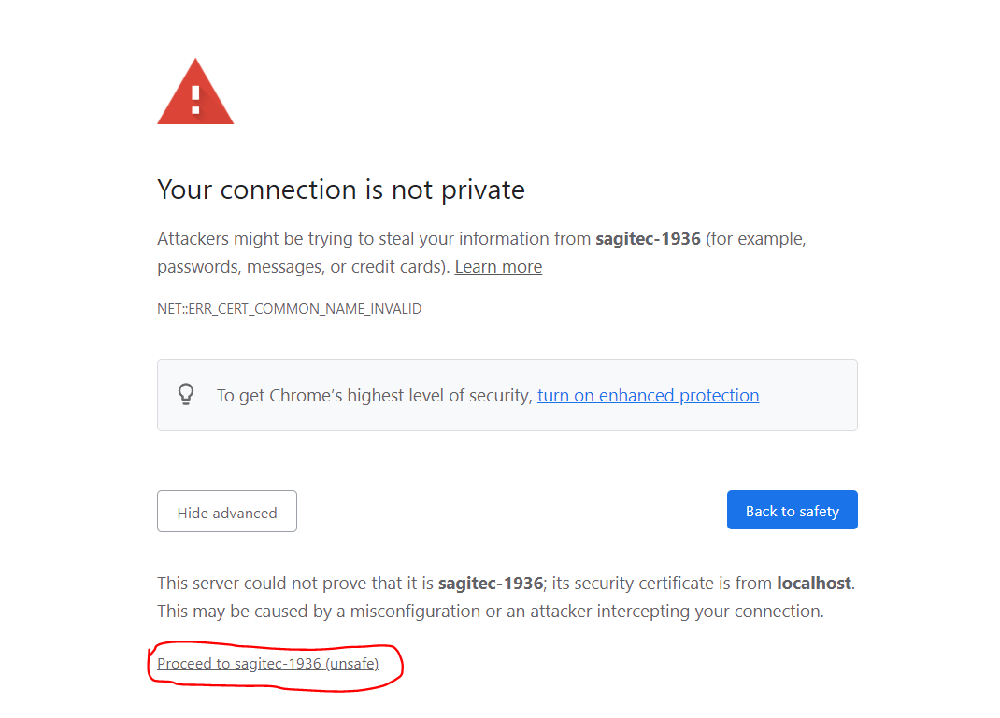 Your connection is not private
Attackers might be trying to steal your information from sagitec-1936 (for example,
passwords, messages, or credit cards). Learn more
NET::ERR_CERT_COMMON_NAME_INVALID
To get Chrome’s highest level of security, turn on enhanced protection
Hide advanced
Back to safety
This server could not prove that it is sagitec-1936; its security certificate is from localhost.
This may be caused by a misconfiguration or an attacker intercepting your connection.
Proceed to sagitec-1936 (unsafe)